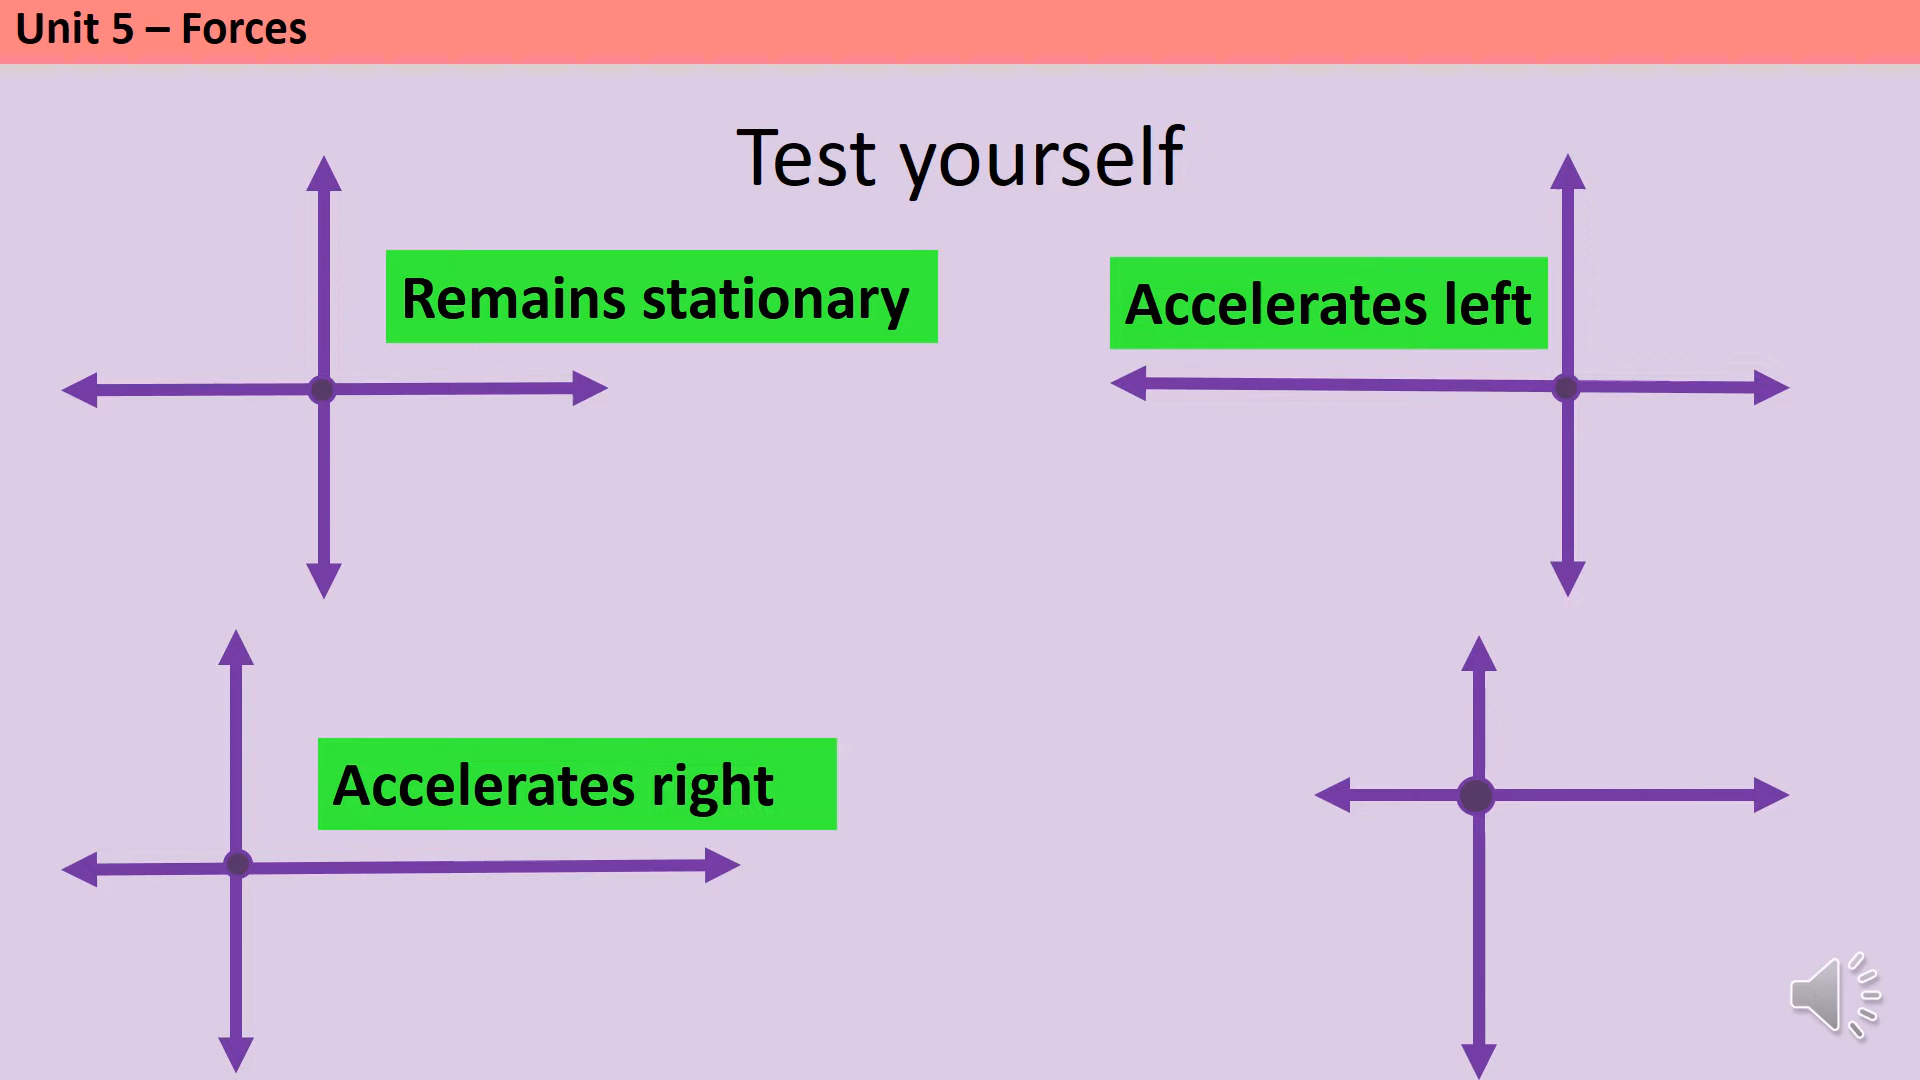 Unit 5 – Forces
Test yourself
Remains stationary
Accelerates left
Accelerates right